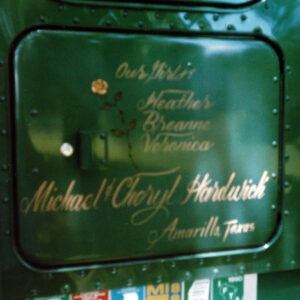 Our Girls:
Heather
Breanne
Veronica
Michael & Cheryl Hardwick
Amarillo, Texas